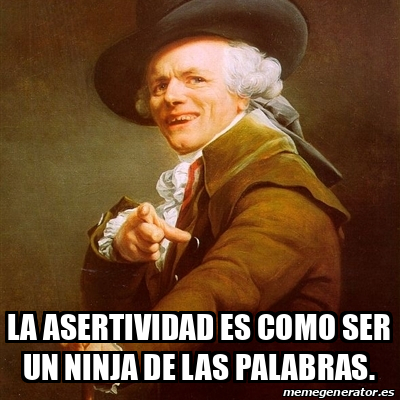 LA ASERTIVIDAD ES COMO SER
UN NINJA DE LAS PALABRAS.
memegenerator.es